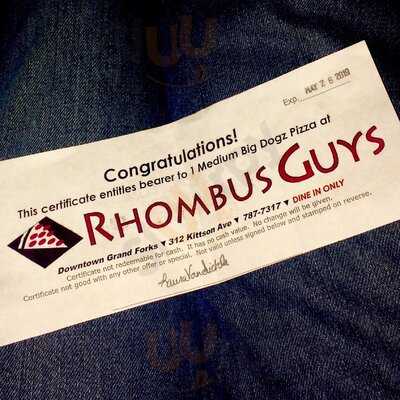 Exp. MAY 28 2019
Congratulations!
This certificate entitles bearer to 1 Medium Big Dogz Pizza at
RHOMBUS GUYS
Downtown Grand Forks ▼ 312 Kittson Ave ▼ 787-7317 ▼ DINE IN ONLY
Certificate not redeemable for cash. It has no cash value. No change will be given.
Certificate not good with any other offer or special. Not valid unless signed below and stamped on reverse.